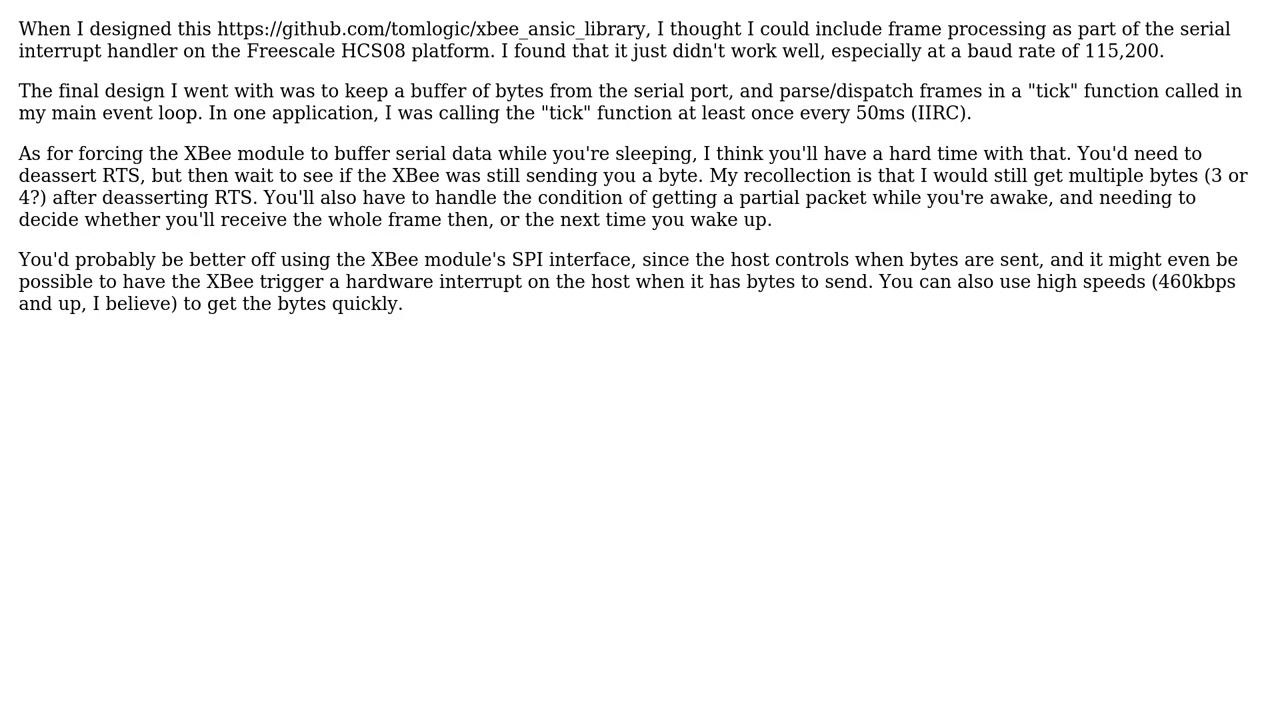 When I designed this https://github.com/tomlogic/xbee_ansic_library, I thought I could include frame processing as part of the serial
interrupt handler on the Freescale HCS08 platform. I found that it just didn't work well, especially at a baud rate of 115,200.
The final design I went with was to keep a buffer of bytes from the serial port, and parse/dispatch frames in a "tick" function called in
my main event loop. In one application, I was calling the "tick" function at least once every 50ms (IIRC).
As for forcing the XBee module to buffer serial data while you're sleeping, I think you'll have a hard time with that. You'd need to
deassert RTS, but then wait to see if the XBee was still sending you a byte. My recollection is that I would still get multiple bytes (3 or
4?) after deasserting RTS. You'll also have to handle the condition of getting a partial packet while you're awake, and needing to
decide whether you'll receive the whole frame then, or the next time you wake up.
You'd probably be better off using the XBee module's SPI interface, since the host controls when bytes are sent, and it might even be
possible to have the XBee trigger a hardware interrupt on the host when it has bytes to send. You can also use high speeds (460kbps
and up, I believe) to get the bytes quickly.